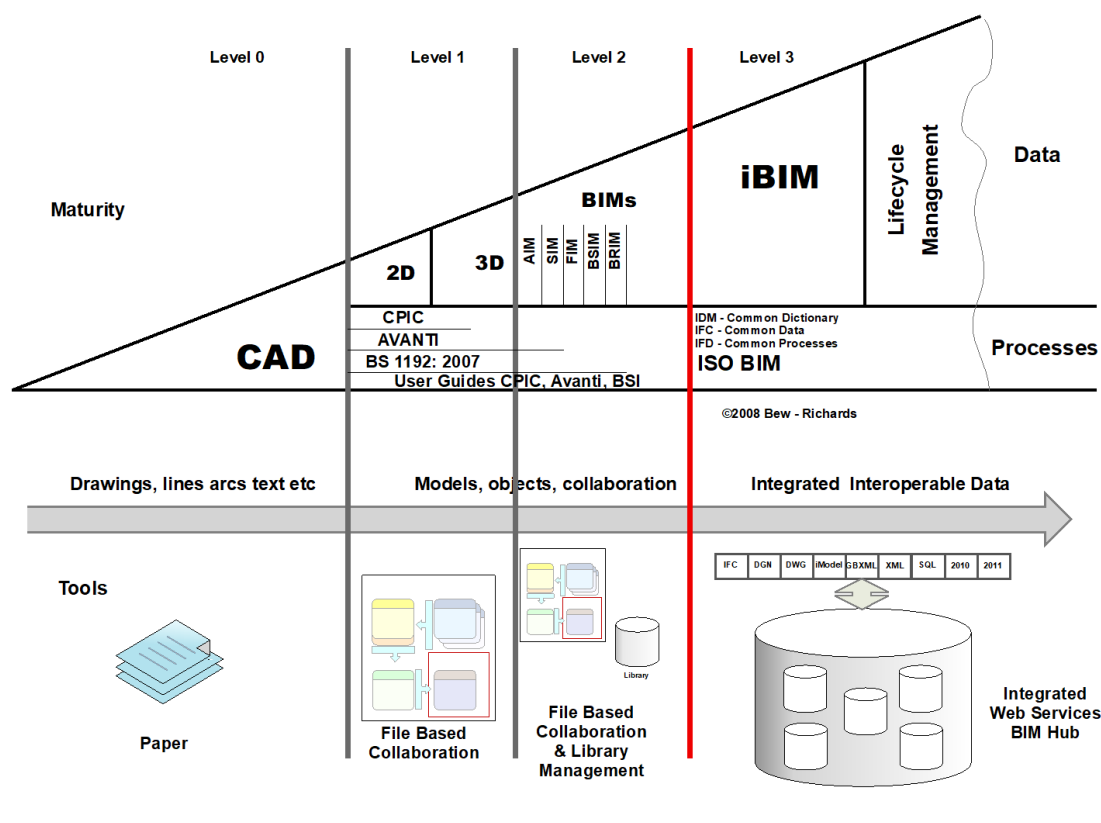 Level 0
Level 1
Level 2
Level 3
Maturity
Data
iBIM
Lifecycle
Management
BIMs
AIM
SIM
FIM
BSIM
BRIM
2D
3D
CAD
CPIC
AVANTI
BS 1192: 2007
User Guides CPIC, Avanti, BSI
IDM - Common Dictionary
IFC - Common Data
IFD - Common Processes
ISO BIM
Processes
©2008 Bew - Richards
Drawings, lines arcs text etc
Models, objects, collaboration
Integrated Interoperable Data
Tools
IFC
DGN
DWG
iModel
GBXML
XML
SQL
2010
2011
Library
Paper
File Based
Collaboration
File Based
Collaboration
& Library
Management
Integrated
Web Services
BIM Hub